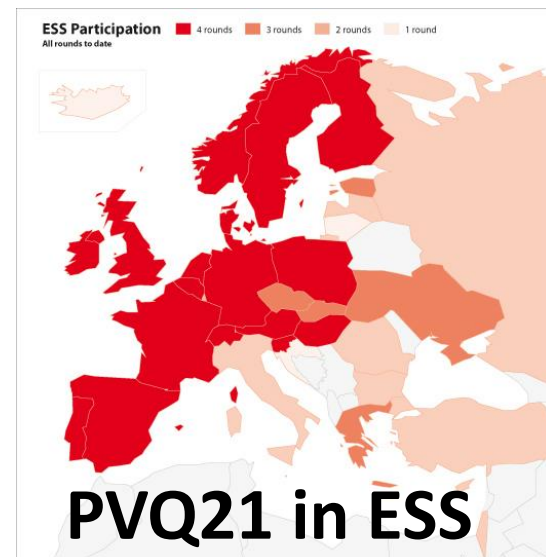 ESS Participation 4 rounds 3 rounds 2 rounds 1 round
All rounds to date
PVQ21 in ESS